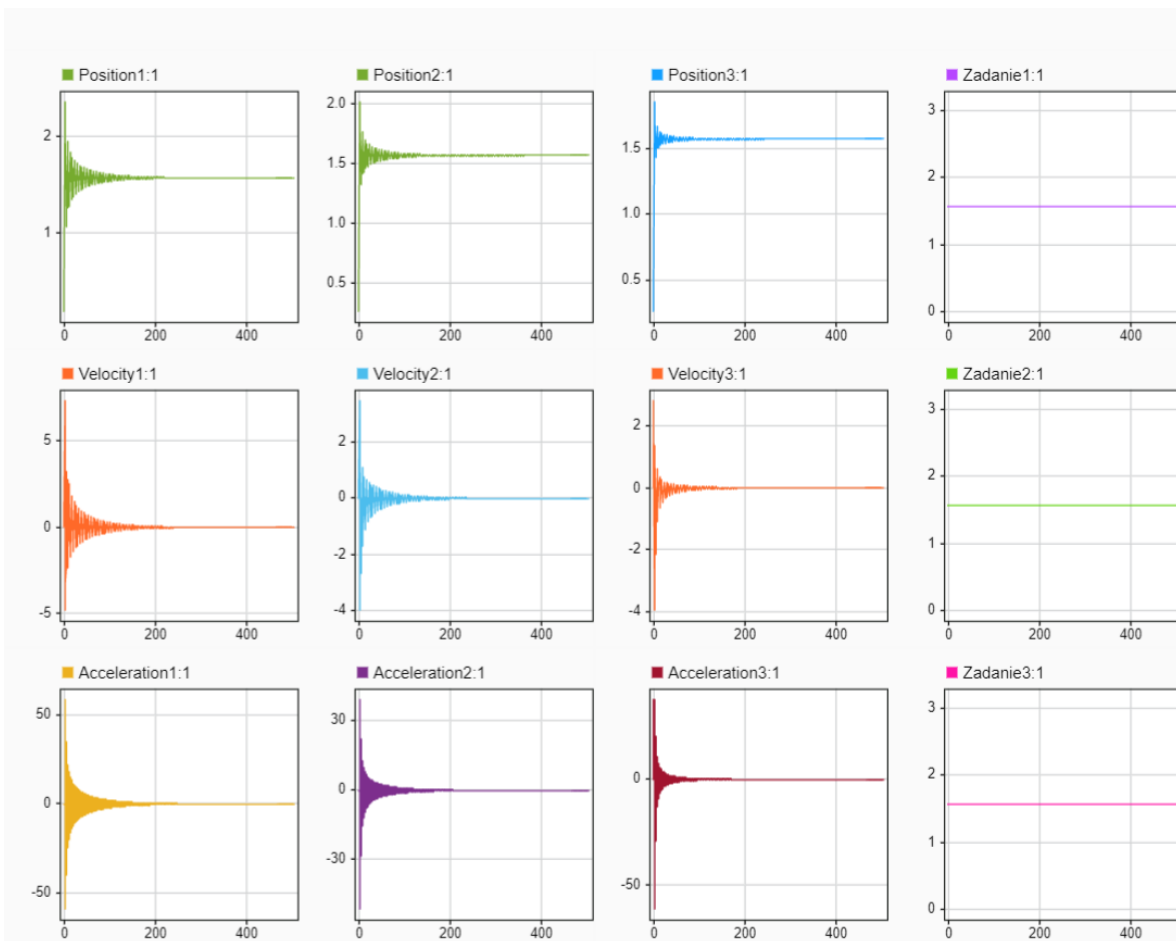 Position1:1 Position2:1 Position3:1 Zadanie1:1
2 2.0 1.5 3
1 1.5 1.0 2
1.0 0.5 1
0.5 0
0 200 400 0 200 400 0 200 400 0 200 400
Velocity1:1 Velocity2:1 Velocity3:1 Zadanie2:1
5 2 2 3
0 0 0 2
-5 -2 -2 1
-4 -4 0
0 200 400 0 200 400 0 200 400 0 200 400
Acceleration1:1 Acceleration2:1 Acceleration3:1 Zadanie3:1
50 30 0 3
0 0 -50 2
-50 -30 1
0
0 200 400 0 200 400 0 200 400 0 200 400